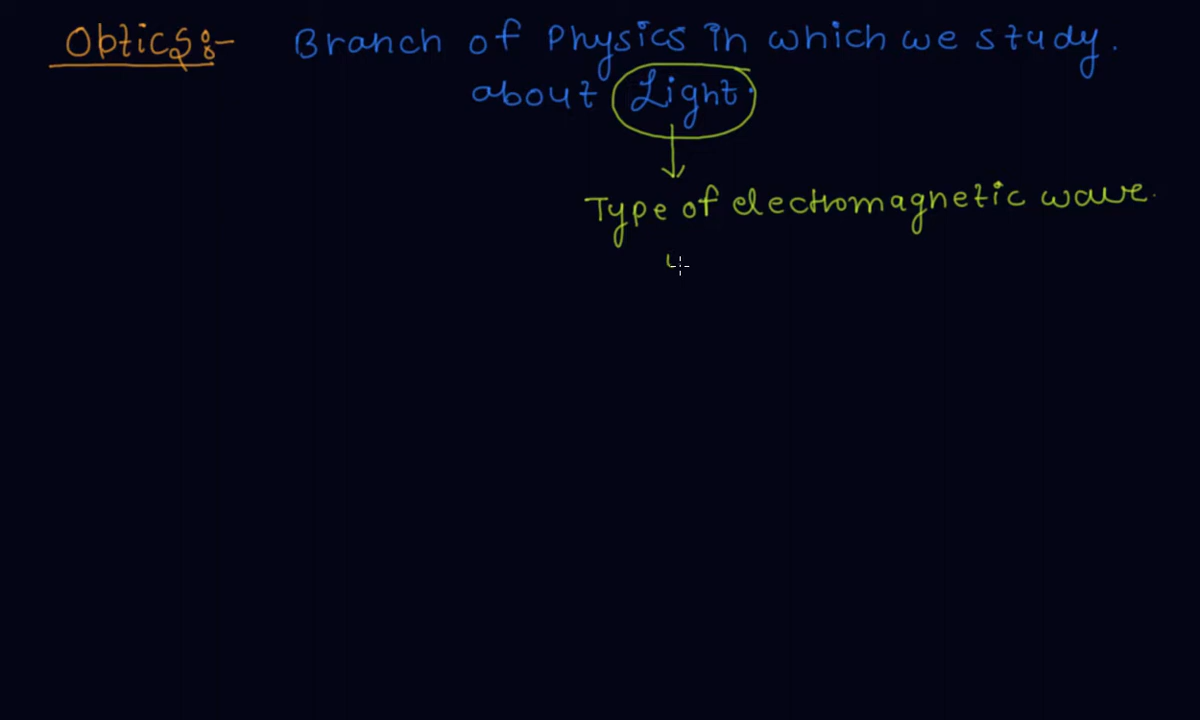 Optics:- Branch of Physics in which we study.
about Light.
Type of electromagnetic wave.